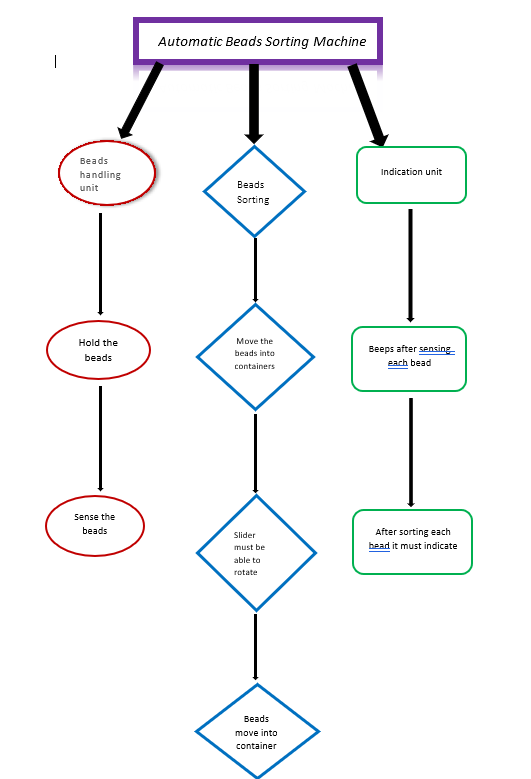 Automatic Beads Sorting Machine
Beads
handling
unit
Beads
Sorting
Indication unit
Hold the
beads
Move the
beads into
containers
Beeps after sensing
each bead
Sense the
beads
Slider
must be
able to
rotate
After sorting each
bead it must indicate
Beads
move into
container